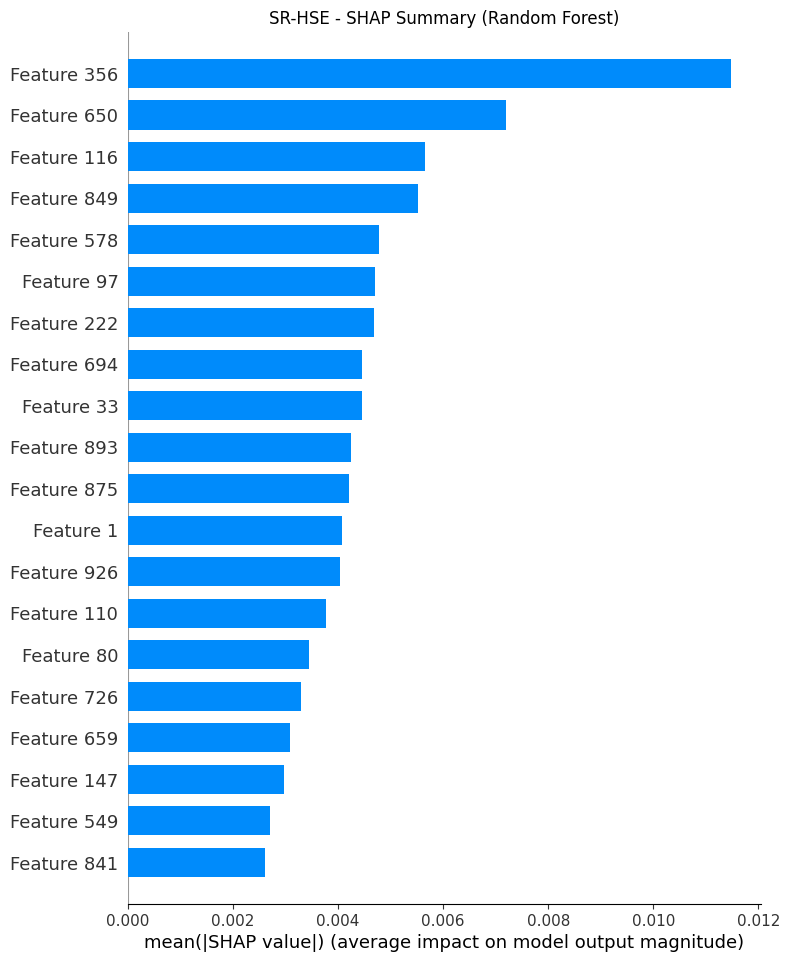 SR-HSE - SHAP Summary (Random Forest)
Feature 356
Feature 650
Feature 116
Feature 849
Feature 578
Feature 97
Feature 222
Feature 694
Feature 33
Feature 893
Feature 875
Feature 1
Feature 926
Feature 110
Feature 80
Feature 726
Feature 659
Feature 147
Feature 549
Feature 841
0.000 0.002 0.004 0.006 0.008 0.010 0.012
mean(|SHAP value|) (average impact on model output magnitude)